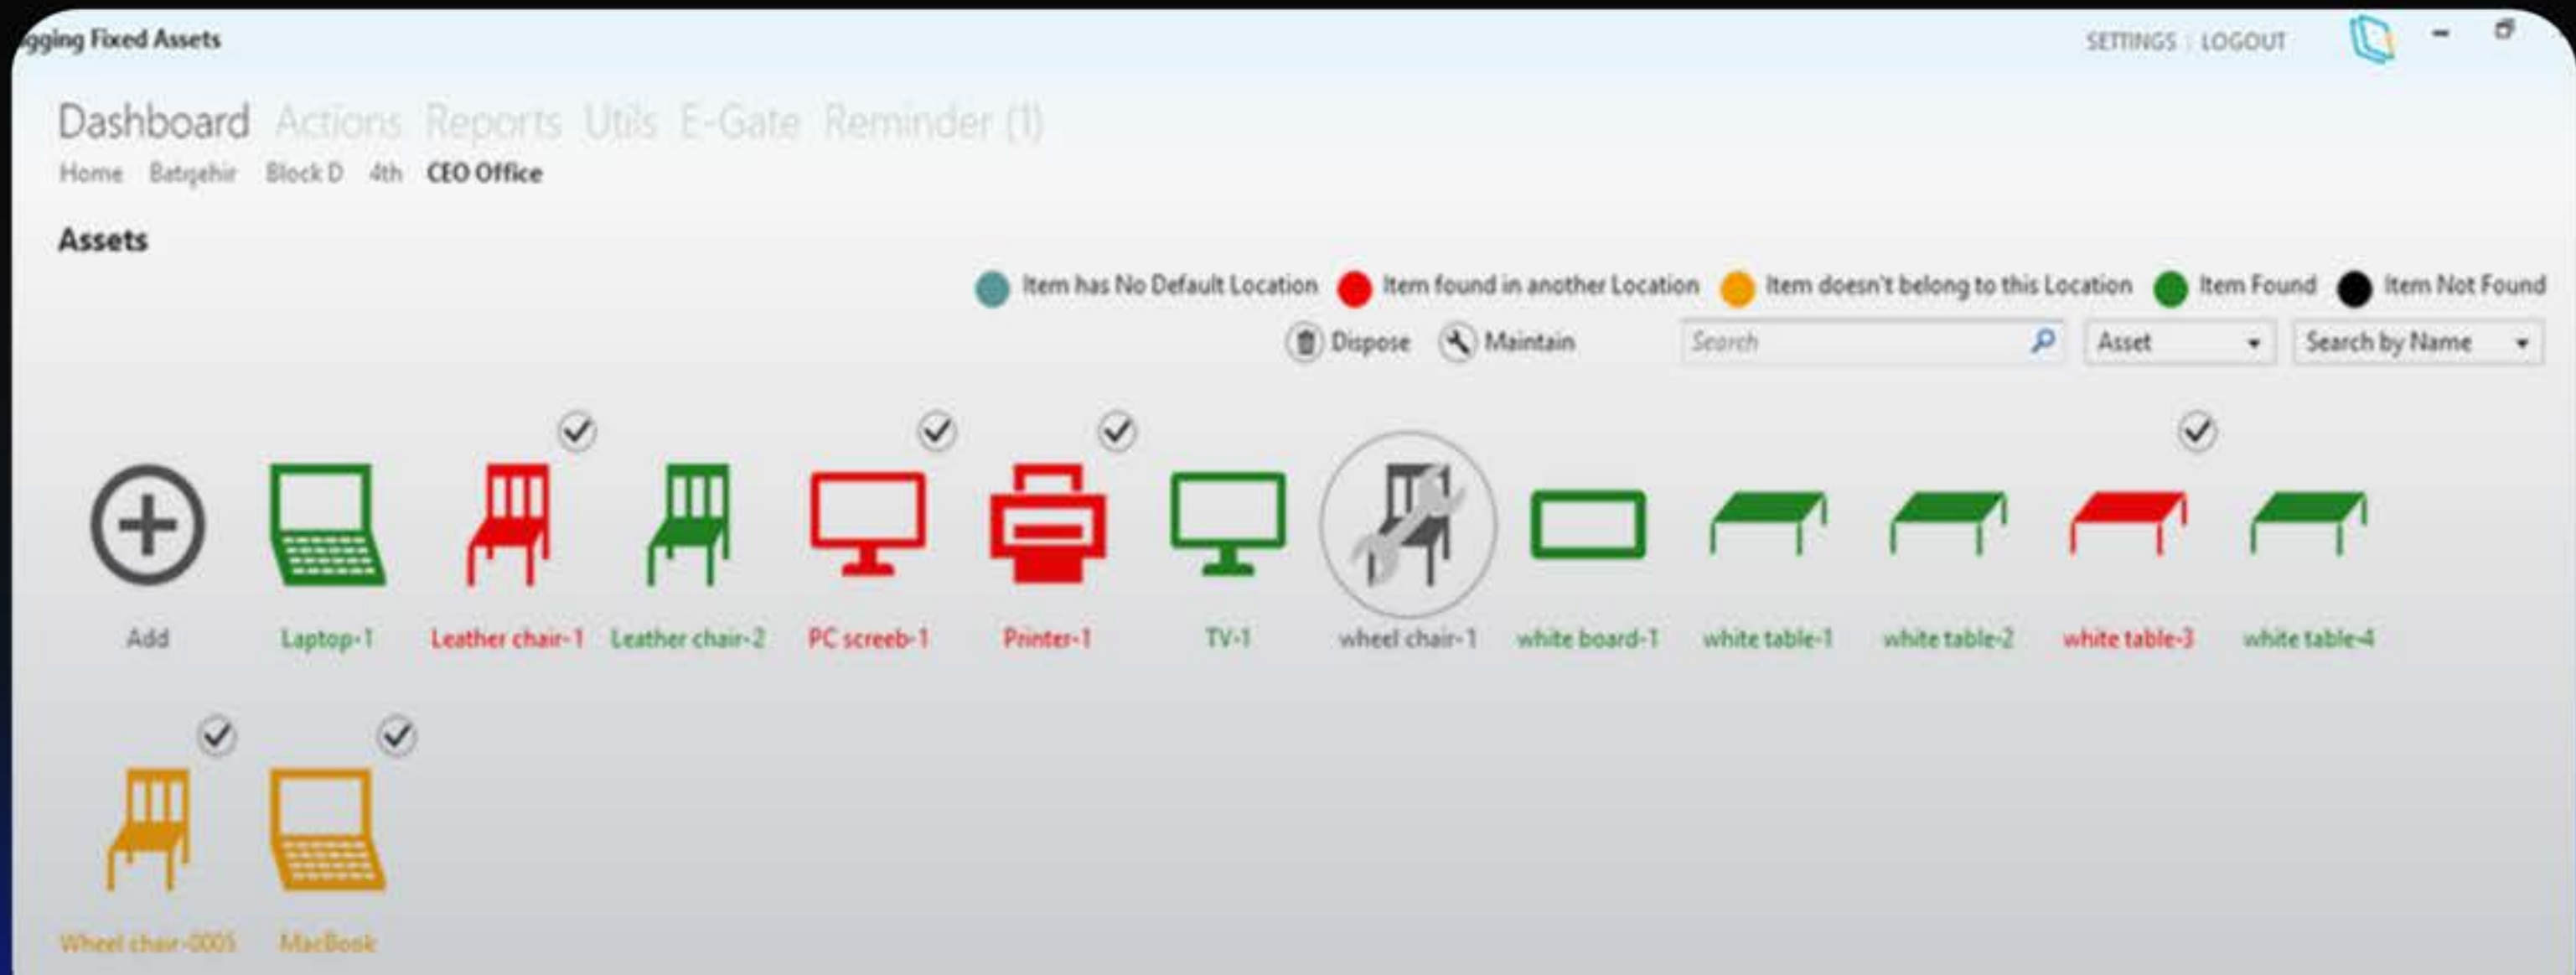 gging Fixed Assets
SETTINGS | LOGOUT
Dashboard Actions Reports Utils E-Gate Reminder (1)
Home Batışehir Block D 4th CEO Office
Assets
Item has No Default Location Item found in another Location Item doesn't belong to this Location Item Found Item Not Found
Dispose Maintain Search Asset Search by Name
Add Laptop-1 Leather chair-1 Leather chair-2 PC screeb-1 Printer-1 TV-1 wheel chair-1 white board-1 white table-1 white table-2 white table-3 white table-4
Wheel chair-0005 MacBook